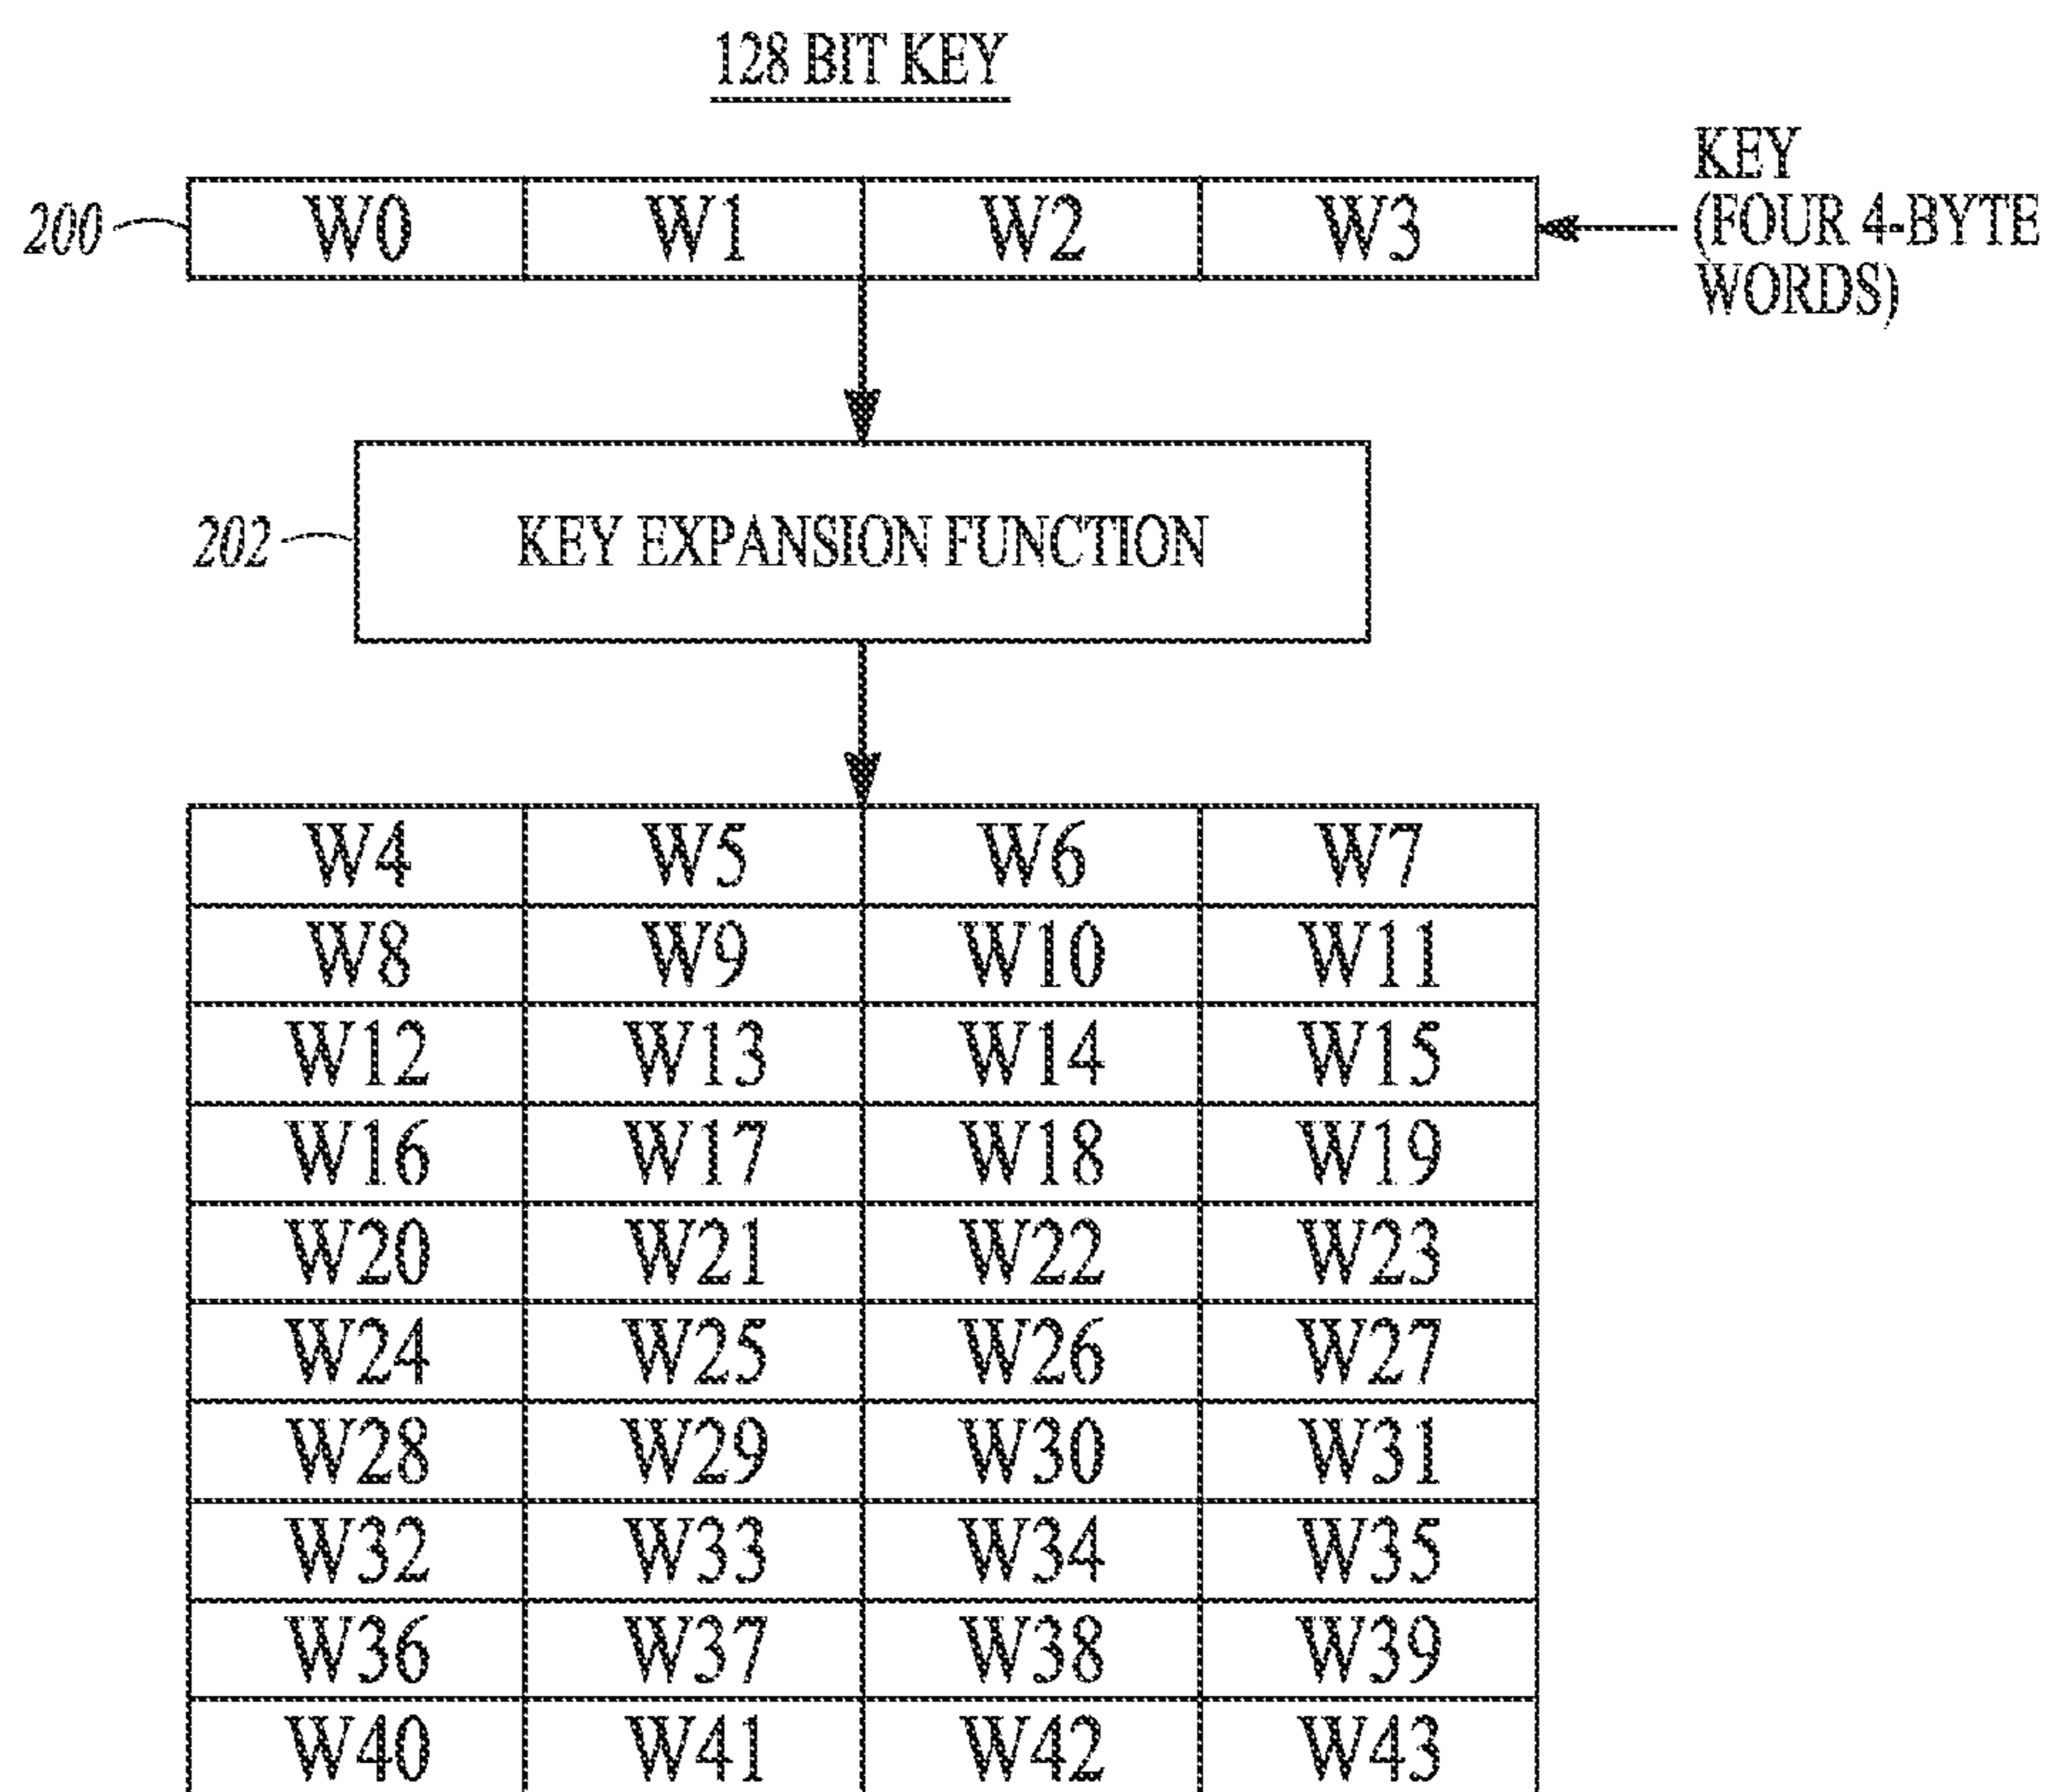 128 BIT KEY
KEY
200 W0 W1 W2 W3 (FOUR 4-BYTE
WORDS)
202 KEY EXPANSION FUNCTION
W4 W5 W6 W7
W8 W9 W10 W11
W12 W13 W14 W15
W16 W17 W18 W19
W20 W21 W22 W23
W24 W25 W26 W27
W28 W29 W30 W31
W32 W33 W34 W35
W36 W37 W38 W39
W40 W41 W42 W43